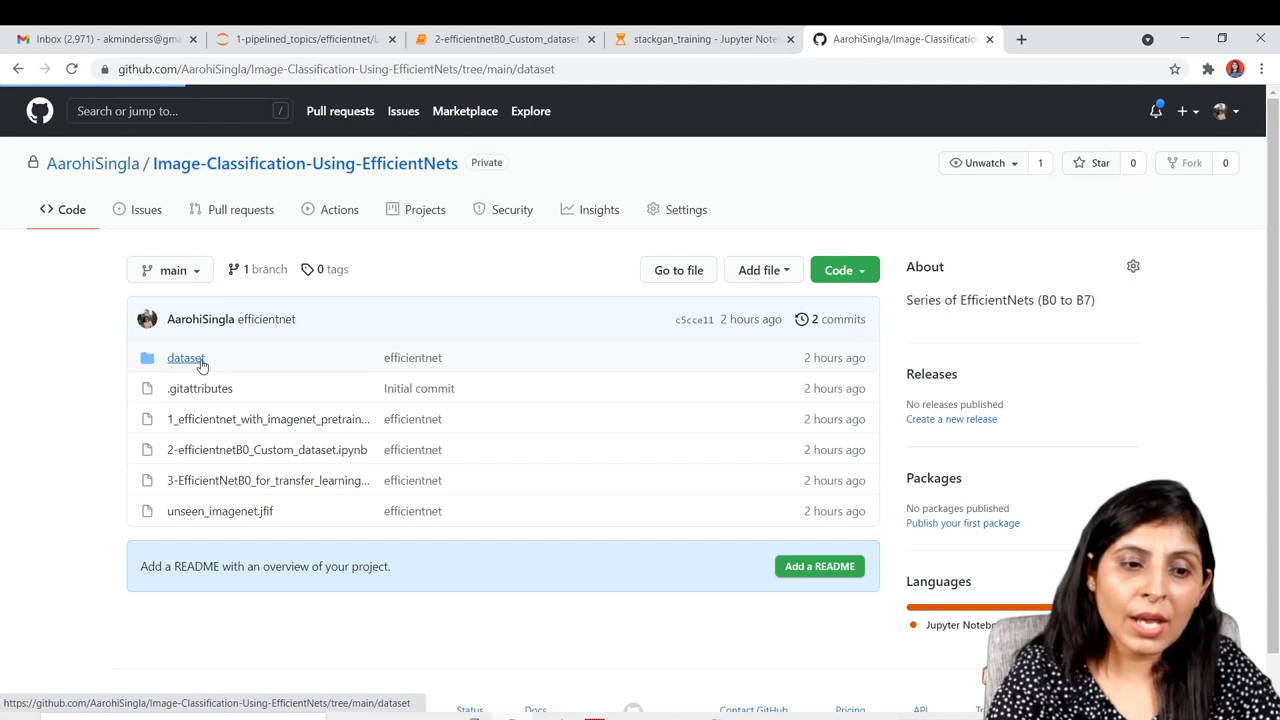 Inbox (2,971) - akminderss@gma
1-pipelined_topics/efficientnet/L
2-efficientnetB0_Custom_dataset
stackgan_training - Jupyter Note
AarohiSingla/Image-Classificatio
github.com/AarohiSingla/Image-Classification-Using-EfficientNets/tree/main/dataset
Search or jump to...
/
Pull requests
Issues
Marketplace
Explore
AarohiSingla / Image-Classification-Using-EfficientNets
Private
Unwatch
1
Star
0
Fork
0
Code
Issues
Pull requests
Actions
Projects
Security
Insights
Settings
main
1 branch
0 tags
Go to file
Add file
Code
About
Series of EfficientNets (B0 to B7)
AarohiSingla efficientnet
c5cce11 2 hours ago
2 commits
dataset
efficientnet
2 hours ago
.gitattributes
Initial commit
2 hours ago
1_efficientnet_with_imagenet_pretrain...
efficientnet
2 hours ago
2-efficientnetB0_Custom_dataset.ipynb
efficientnet
2 hours ago
3-EfficientNetB0_for_transfer_learning...
efficientnet
2 hours ago
unseen_imagenet.jfif
efficientnet
2 hours ago
Releases
No releases published
Create a new release
Packages
No packages published
Publish your first package
Add a README with an overview of your project.
Add a README
Languages
Jupyter Notebo
https://github.com/AarohiSingla/Image-Classification-Using-EfficientNets/tree/main/dataset
Status
Docs
Contact GitHub
Pricing
API